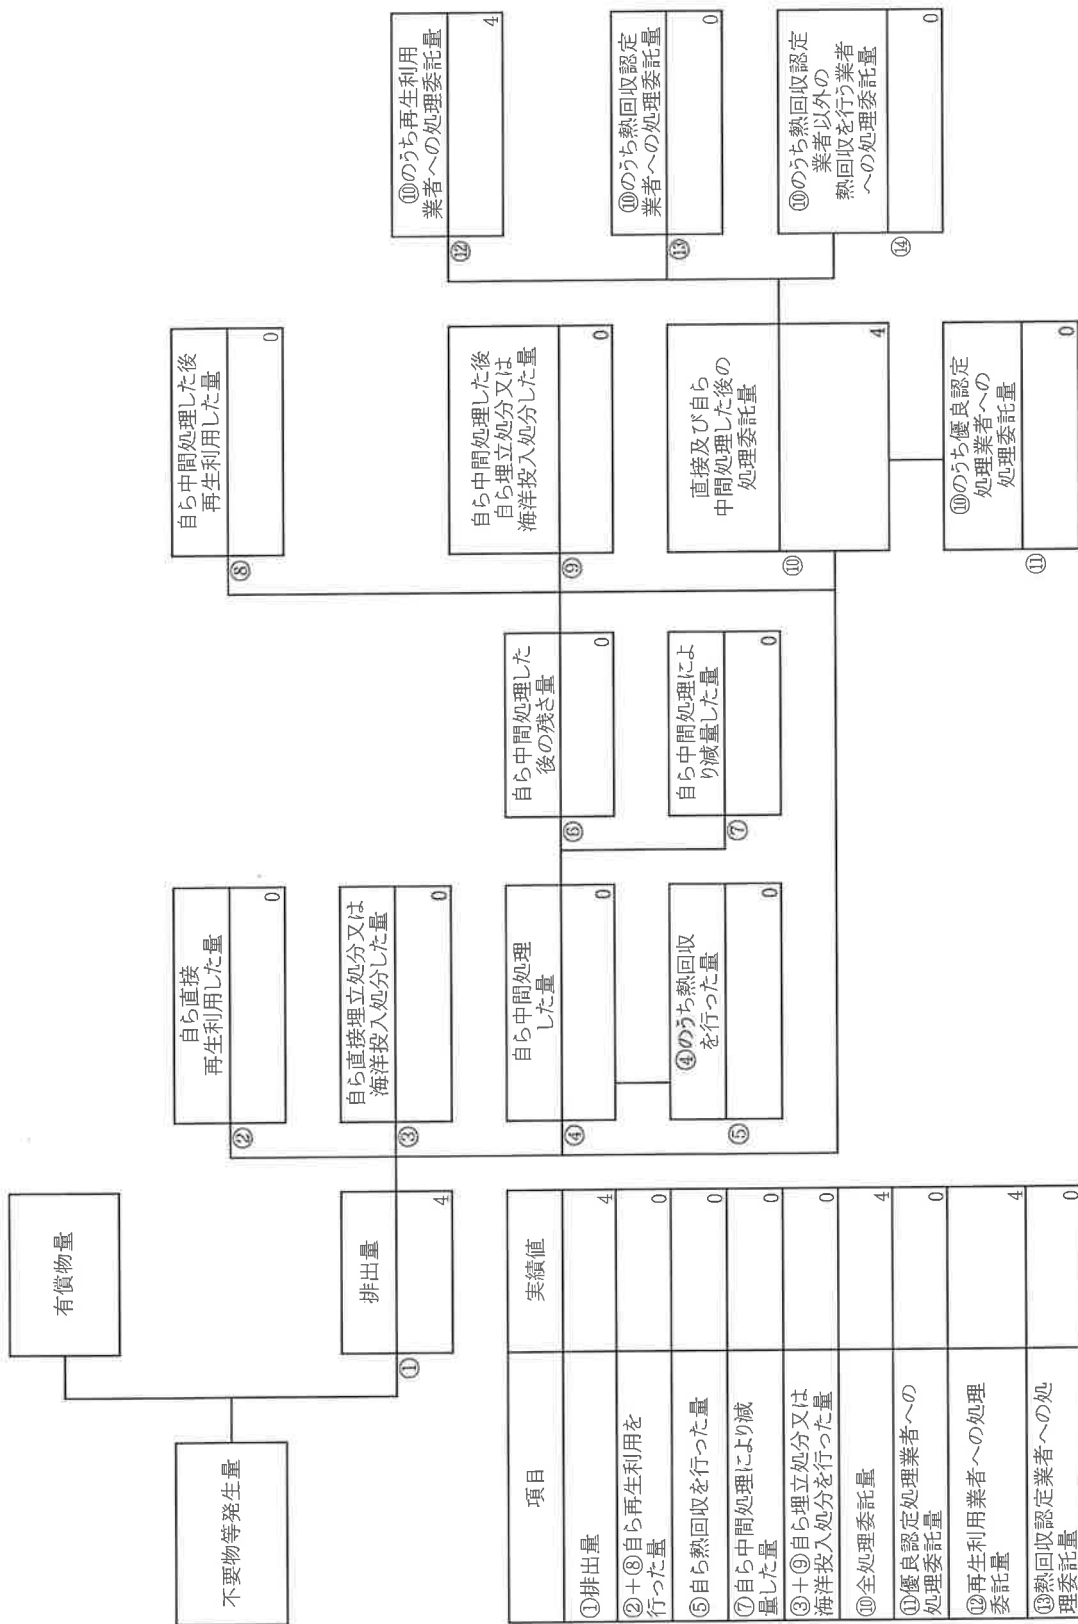 不要物等発生量
有償物量
排出量
①
4
自ら直接
再生利用した量
②
0
自ら直接埋立処分又は
海洋投入処分した量
③
0
自ら中間処理
した量
④
0
④のうち熱回収
を行った量
⑤
0
自ら中間処理した
後の残さ量
⑥
0
自ら中間処理によ
り減量した量
⑦
0
自ら中間処理した後
再生利用した量
⑧
0
自ら中間処理した後
自ら埋立処分又は
海洋投入処分した量
⑨
0
直接及び自ら
中間処理した後の
処理委託量
⑩
4
⑩のうち優良認定
処理業者への
処理委託量
⑪
0
⑩のうち再生利用
業者への処理委託量
⑫
4
⑩のうち熱回収認定
業者への処理委託量
⑬
0
⑩のうち熱回収認定
業者以外の
熱回収を行う業者
への処理委託量
⑭
0
項目 実績値
①排出量 4
②+⑧自ら再生利用を
行った量 0
⑤自ら熱回収を行った量 0
⑦自ら中間処理により減
量した量 0
③+⑨自ら埋立処分又は
海洋投入処分を行った量 0
⑩全処理委託量 4
⑪優良認定処理業者への
処理委託量 0
⑫再生利用業者への処理
委託量 4
⑬熱回収認定業者への処
理委託量 0